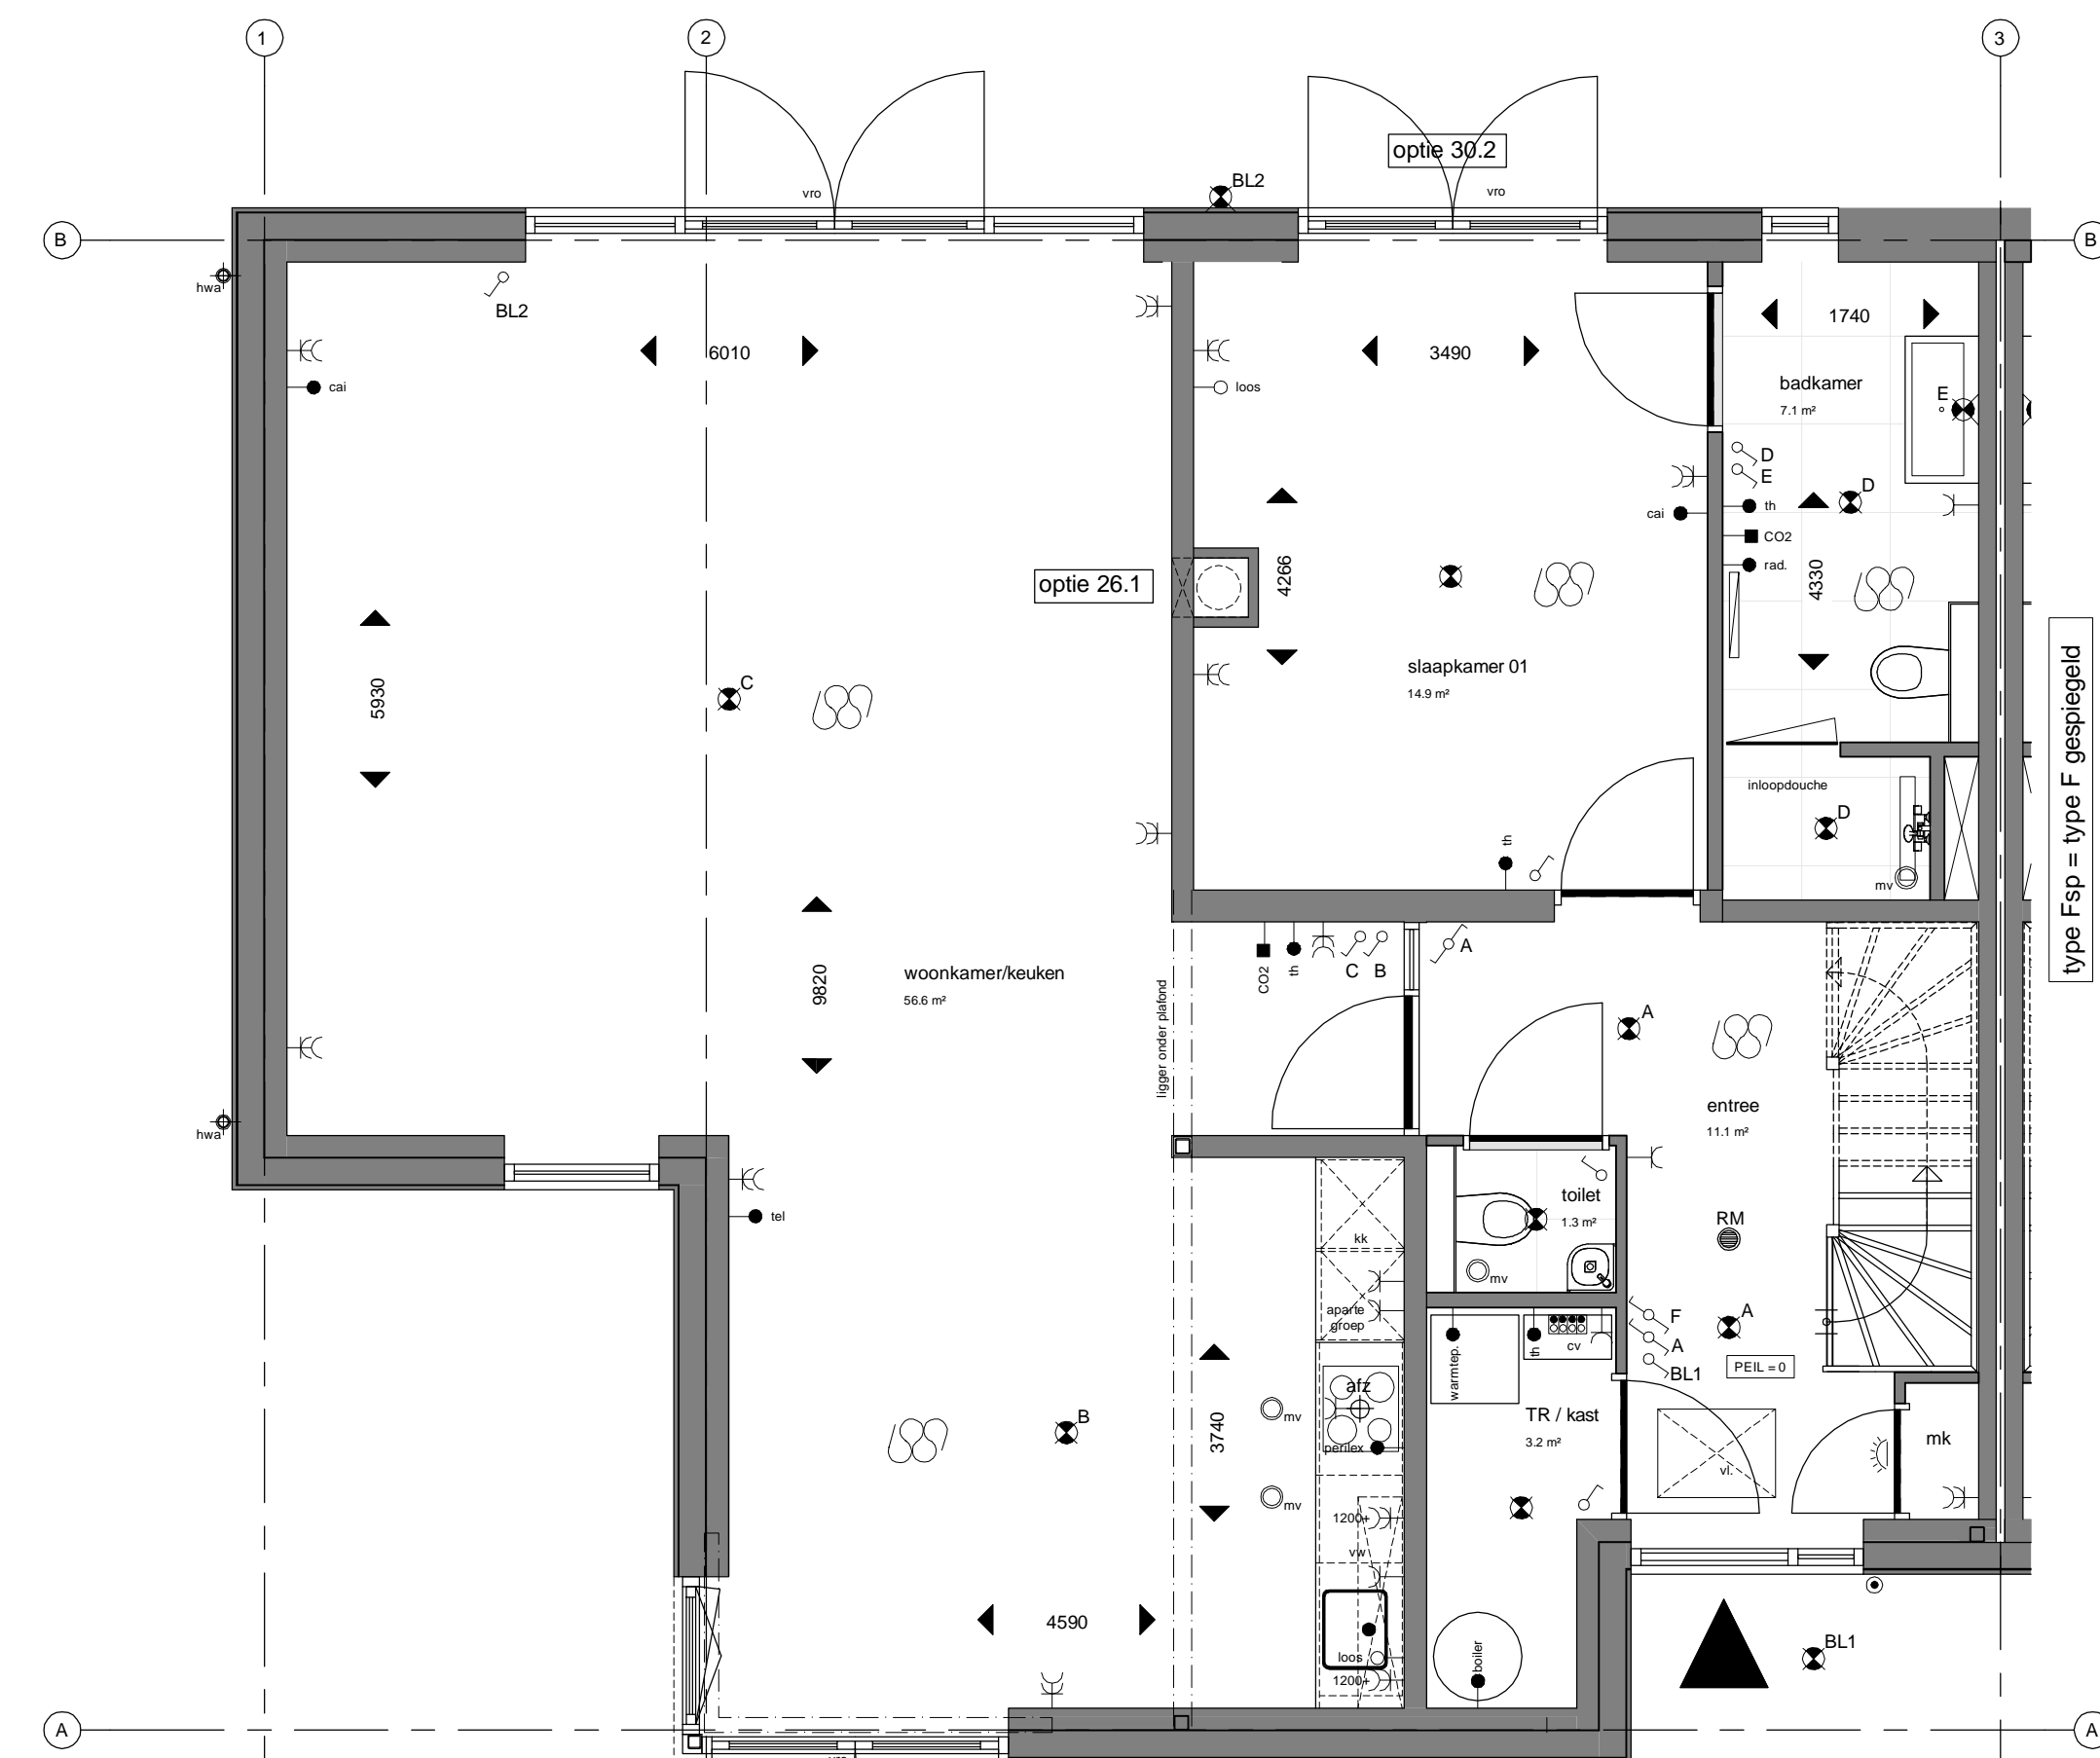 1
2
3
optie 30.2
vro
vro
BL2
B
B
hwa
BL2
6010
3490
1740
cai
loos
badkamer
7.1 m²
E
D
E
D
th
cai
CO2
rad.
4266
4330
optie 26.1
slaapkamer 01
14.9 m²
5930
C
type Fsp = type F gespiegeld
inloopdouche
D
th
mv
CO2
th
C
B
A
9820
woonkamer/keuken
56.6 m²
ligger onder plafond
A
entree
11.1 m²
hwa
tel
toilet
1.3 m²
kk
RM
mv
aparte
groep
F
A
A
BL1
PEIL = 0
warmtep.
th
cv
afz
TR / kast
3.2 m²
mk
B
3740
mv
perilex
vl.
mv
1200+
vw
4590
loos
1200+
boiler
BL1
A
A